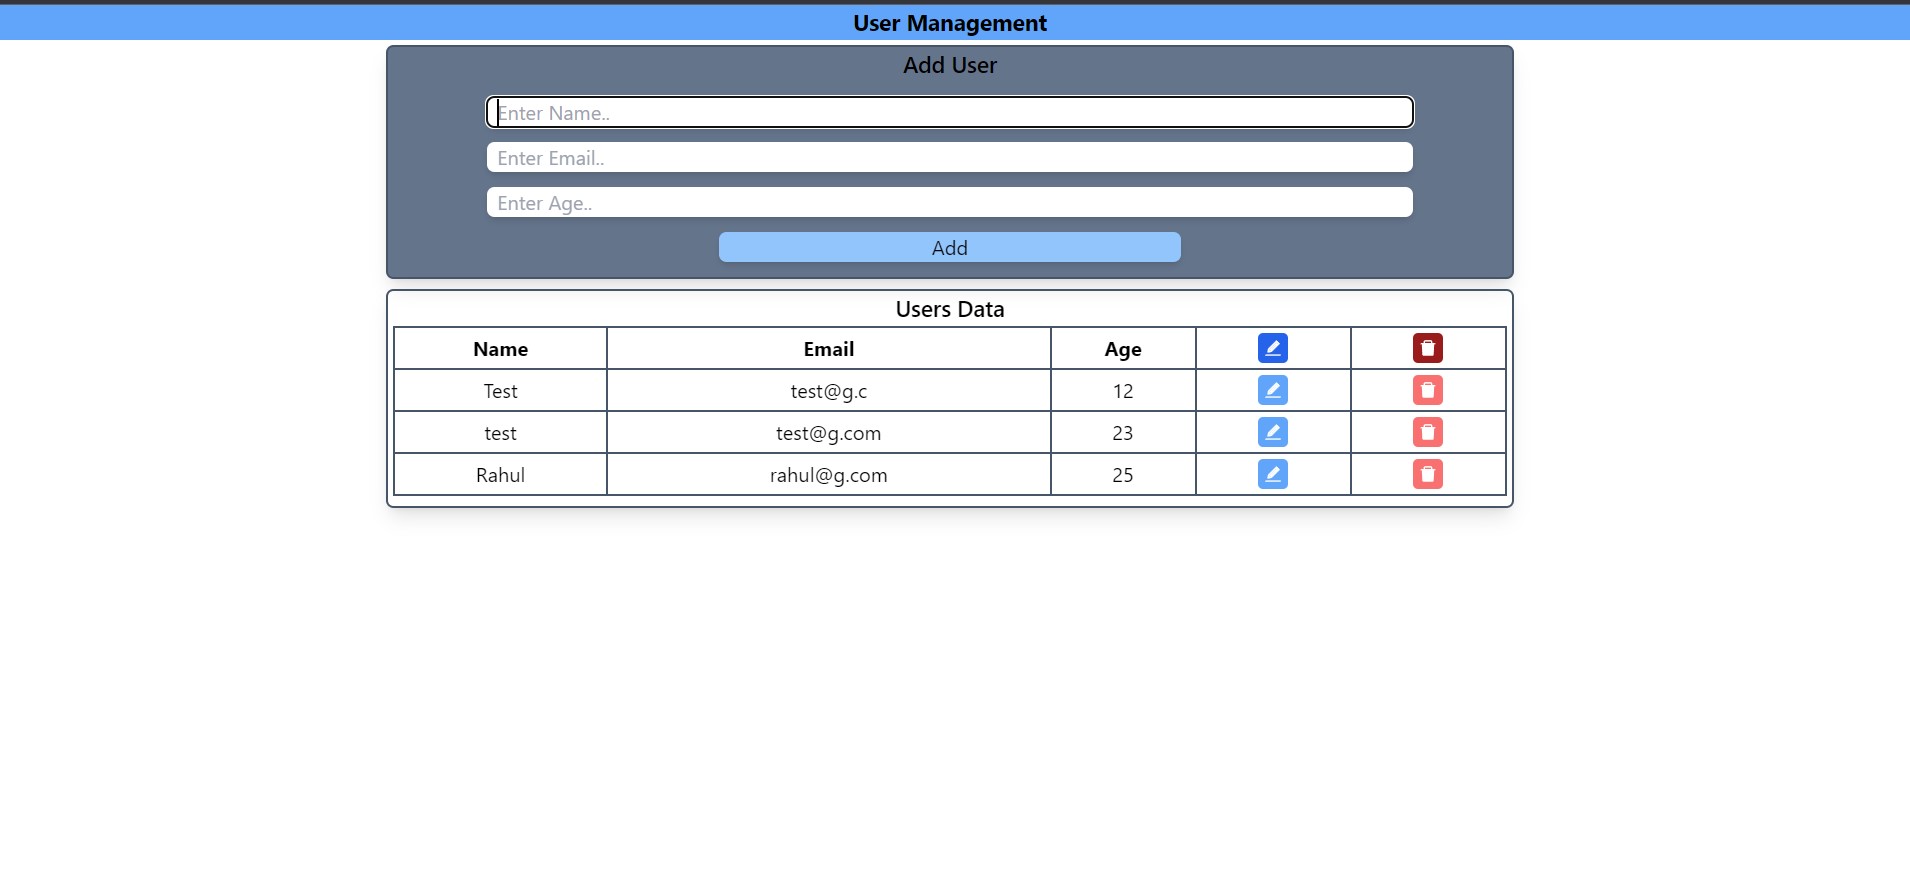 User Management
Add User
Enter Name..
Enter Email..
Enter Age..
Add
Users Data
Name Email Age
Test test@g.c 12
test test@g.com 23
Rahul rahul@g.com 25